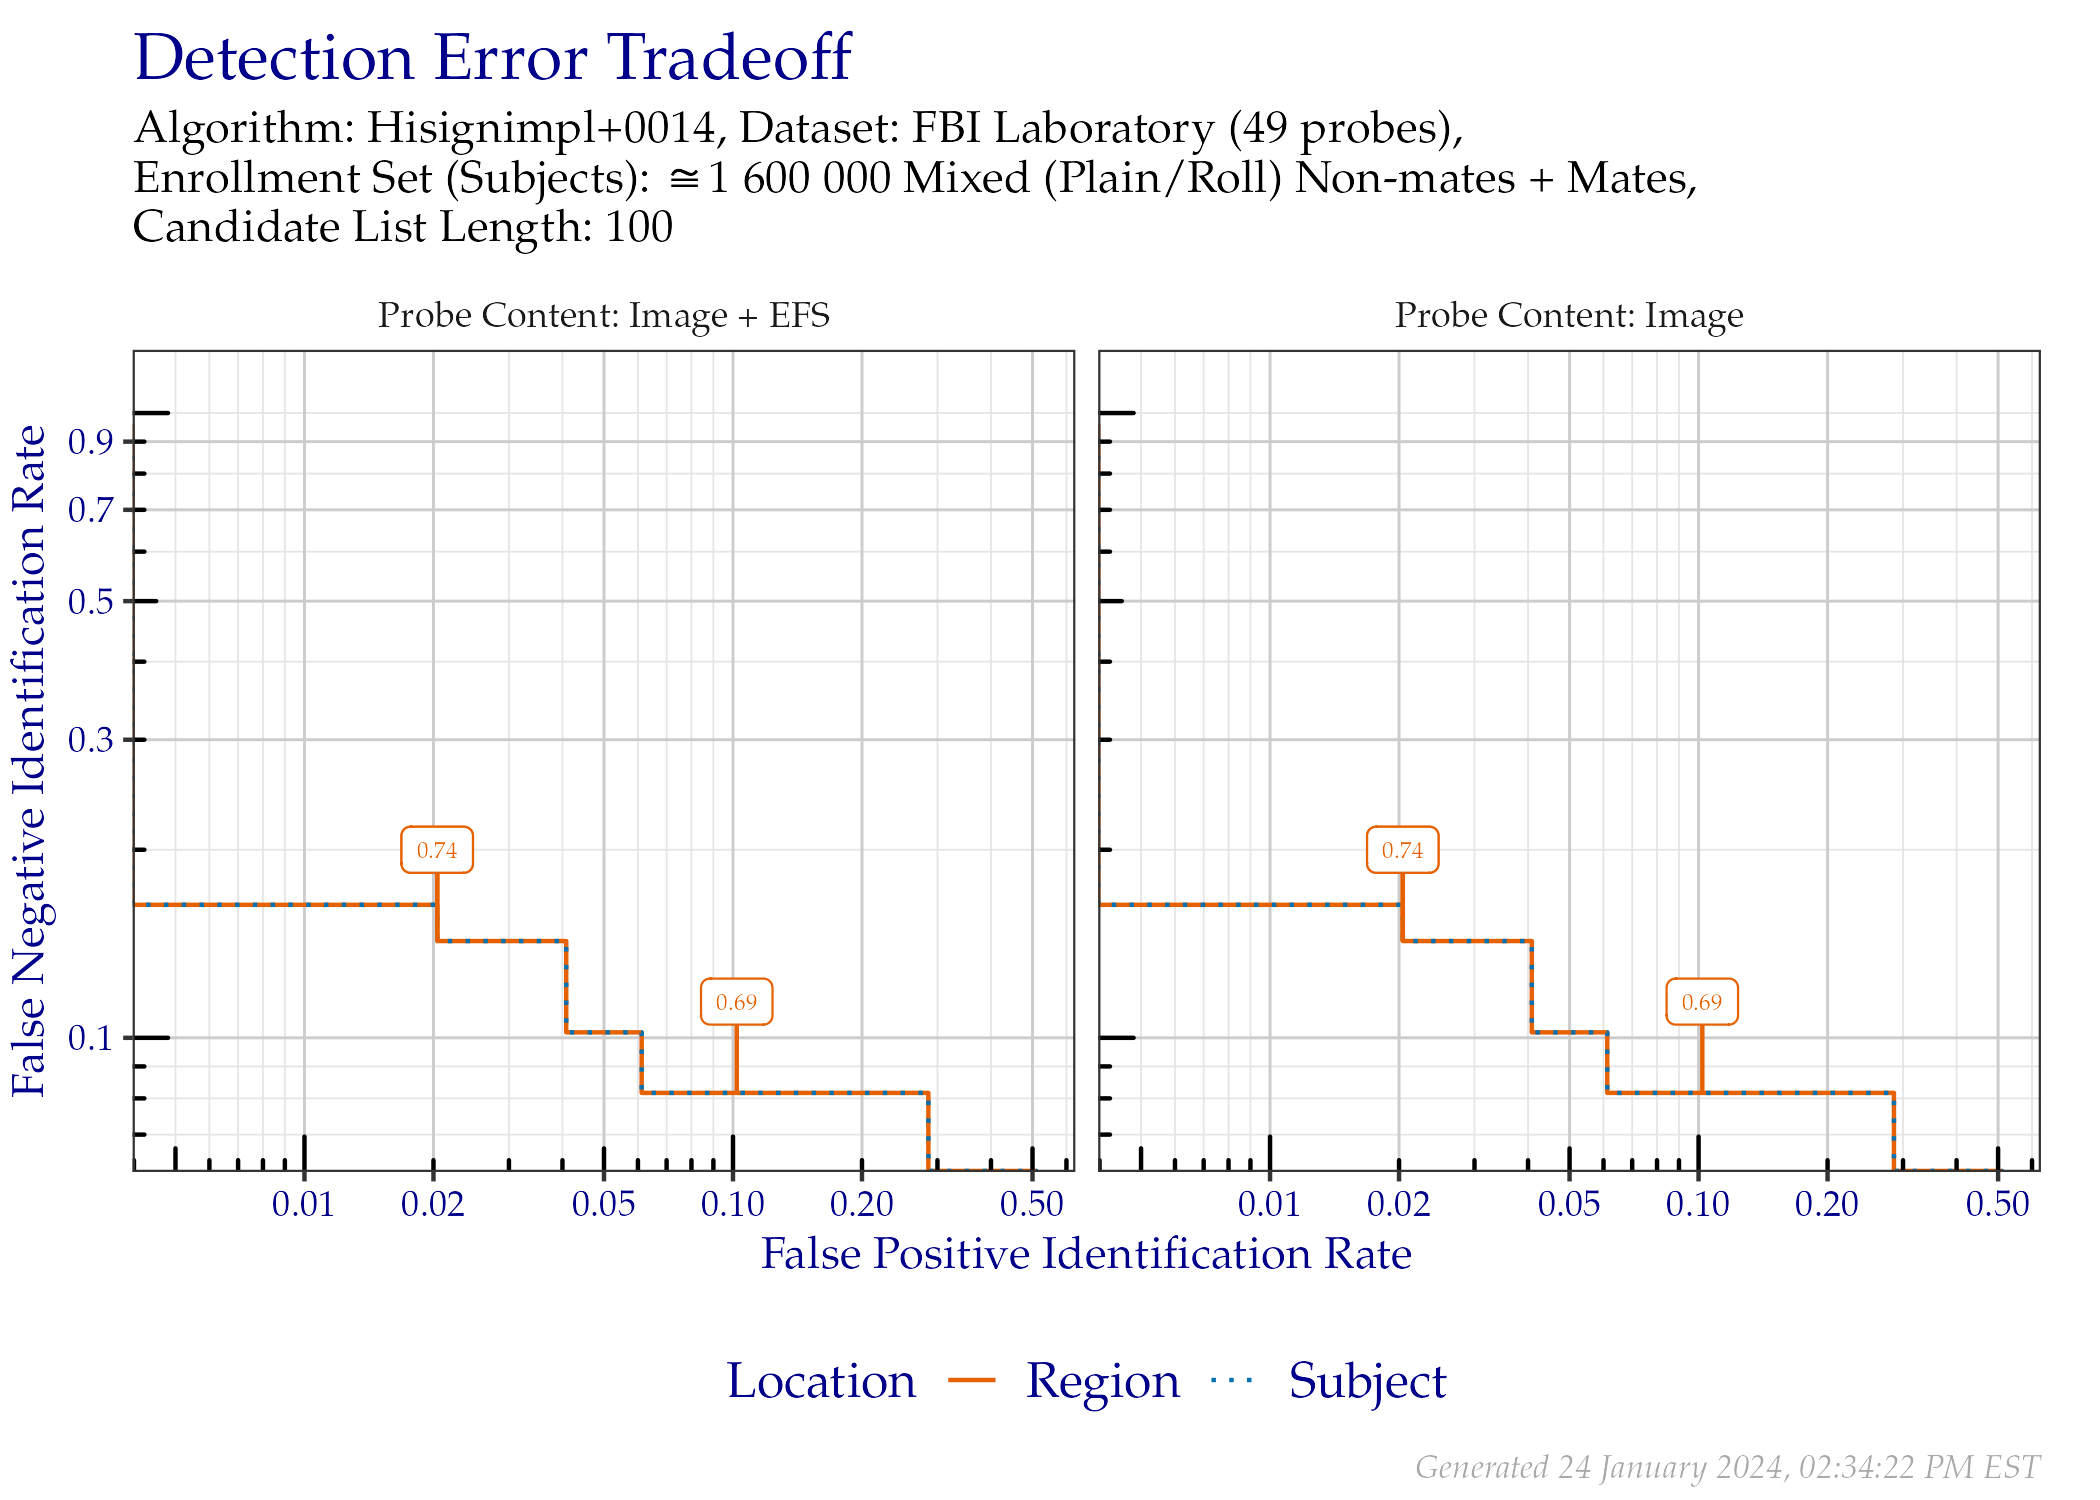 Detection Error Tradeoff
Algorithm: Hisignimpl+0014, Dataset: FBI Laboratory (49 probes),
Enrollment Set (Subjects): ≅1 600 000 Mixed (Plain/Roll) Non-mates + Mates,
Candidate List Length: 100
Probe Content: Image + EFS
Probe Content: Image
False Negative Identification Rate
0.9
0.7
0.5
0.3
0.1
0.74
0.69
0.74
0.69
0.01 0.02 0.05 0.10 0.20 0.50
0.01 0.02 0.05 0.10 0.20 0.50
False Positive Identification Rate
Location Region Subject
Generated 24 January 2024, 02:34:22 PM EST